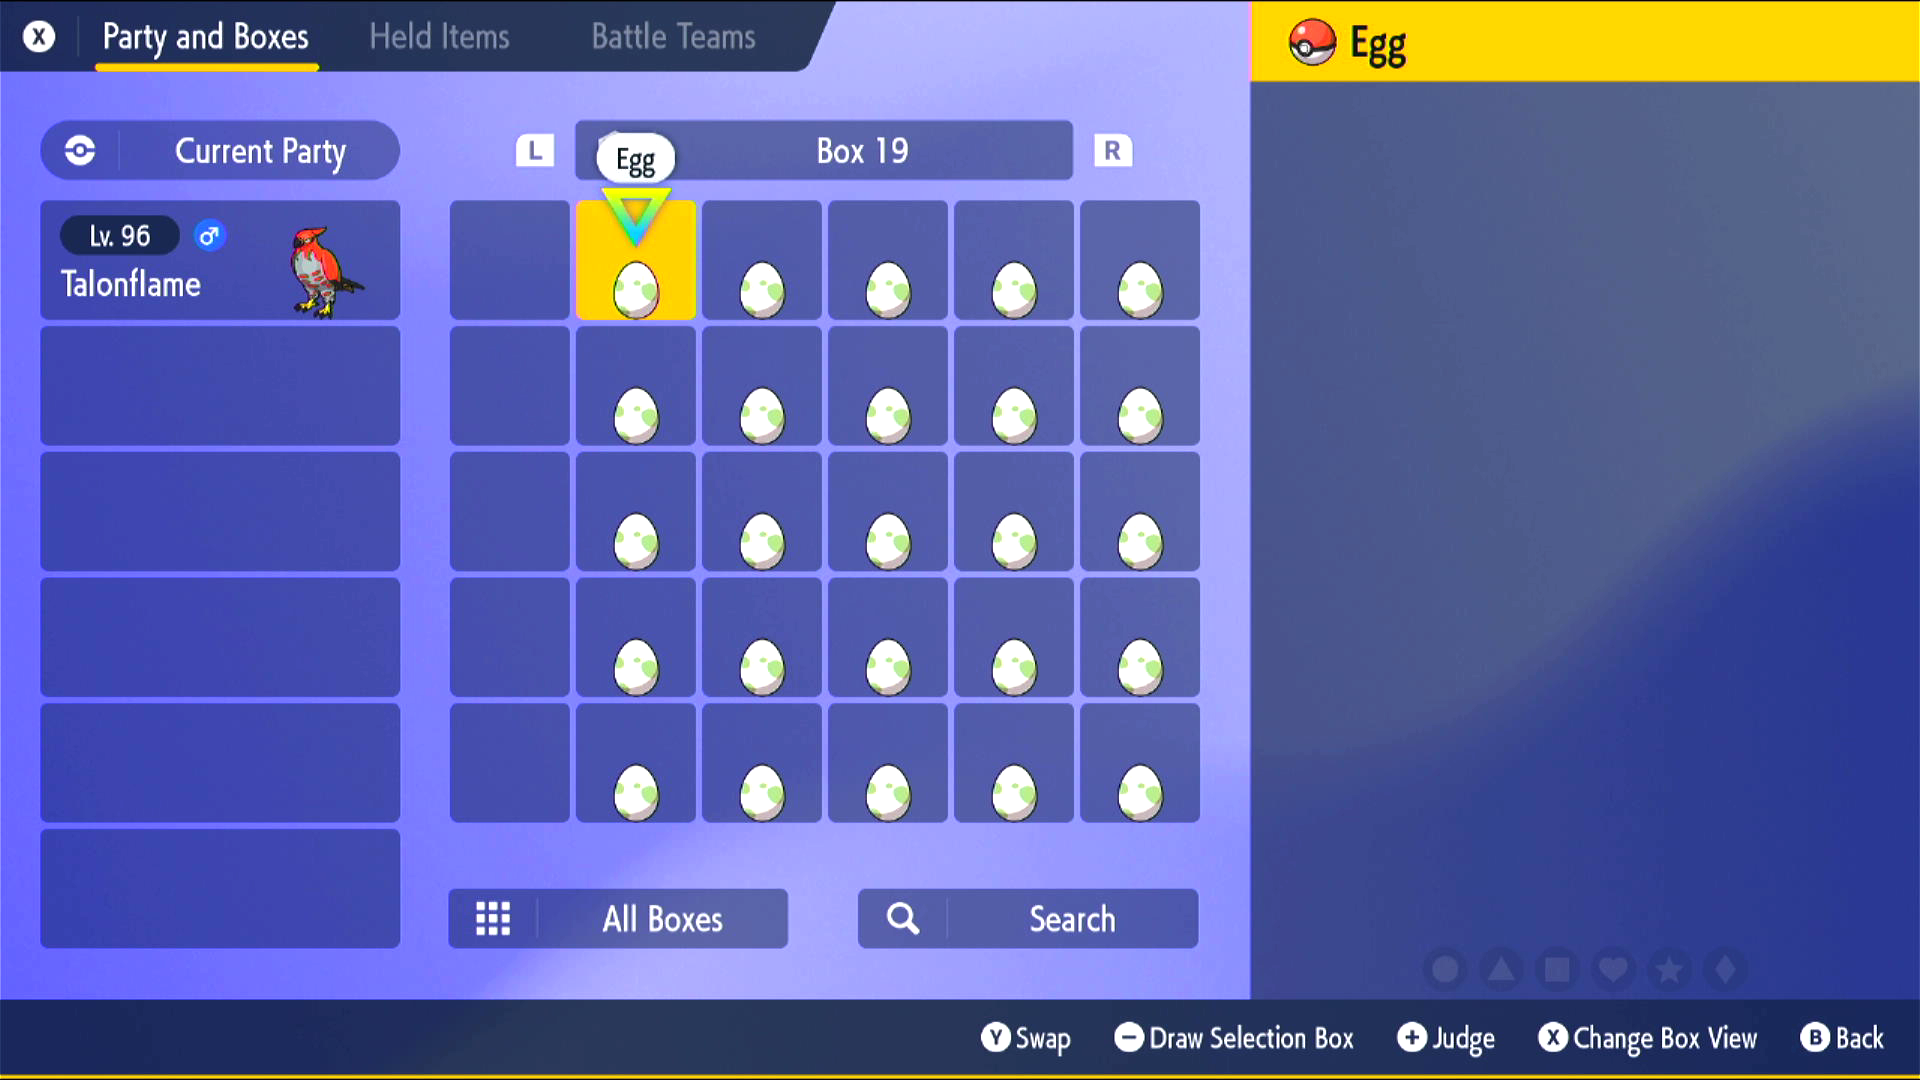 X Party and Boxes Held Items Battle Teams
Egg
Current Party
L Box 19 R
Egg
Lv. 96
Talonflame
All Boxes
Search
Y Swap - Draw Selection Box + Judge X Change Box View B Back